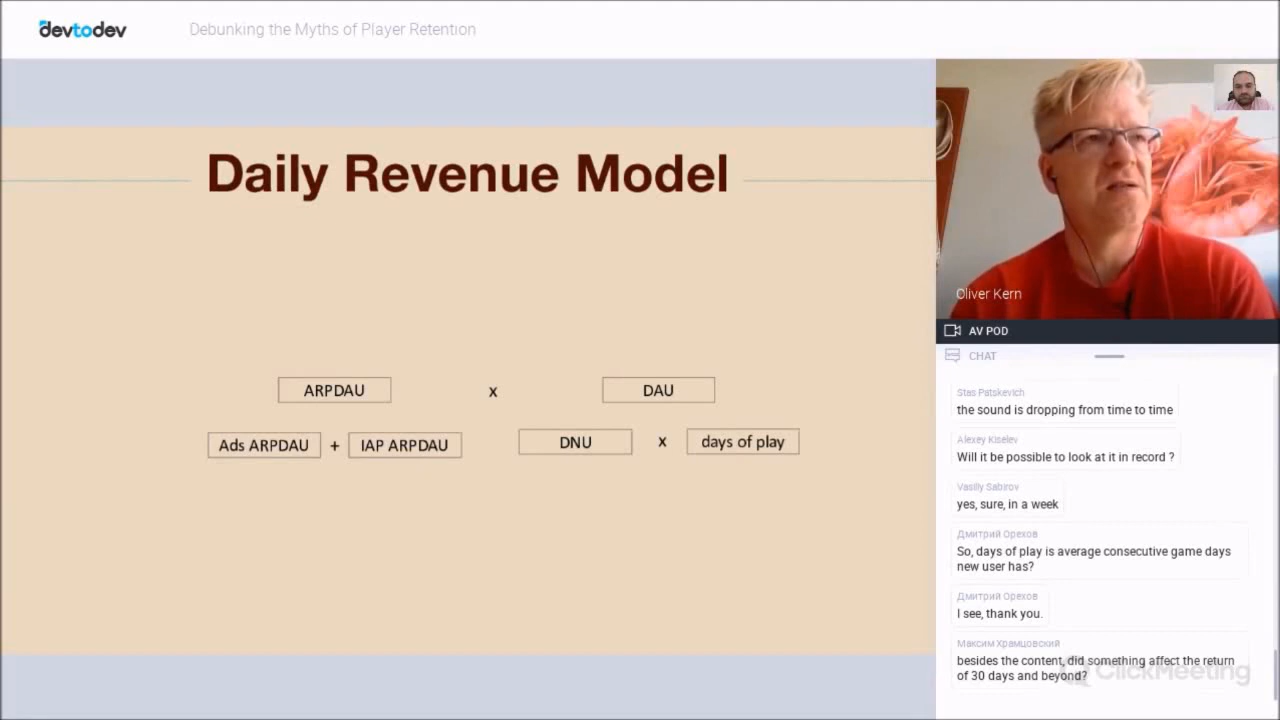 devtodev
Debunking the Myths of Player Retention
Daily Revenue Model
ARPDAU x DAU
Ads ARPDAU + IAP ARPDAU DNU x days of play
Oliver Kern
AV POD
CHAT
Stas Patskevich
the sound is dropping from time to time
Alexey Kiselev
Will it be possible to look at it in record ?
Vasiliy Sabirov
yes, sure, in a week
Дмитрий Орехов
So, days of play is average consecutive game days
new user has?
Дмитрий Орехов
I see, thank you.
Максим Храмцовский
besides the content, did something affect the return
of 30 days and beyond?
ClickMeeting